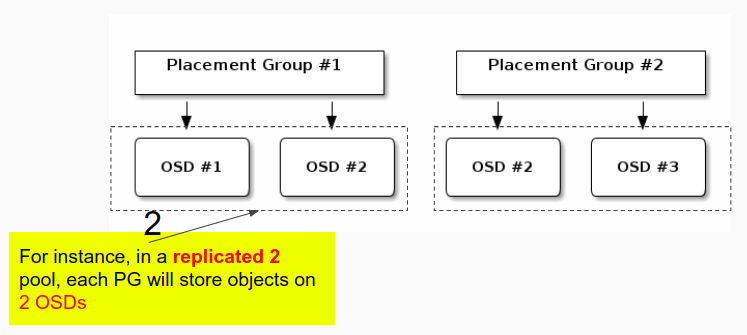 Placement Group #1
Placement Group #2
OSD #1
OSD #2
OSD #2
OSD #3
2
For instance, in a replicated 2
pool, each PG will store objects on
2 OSDs